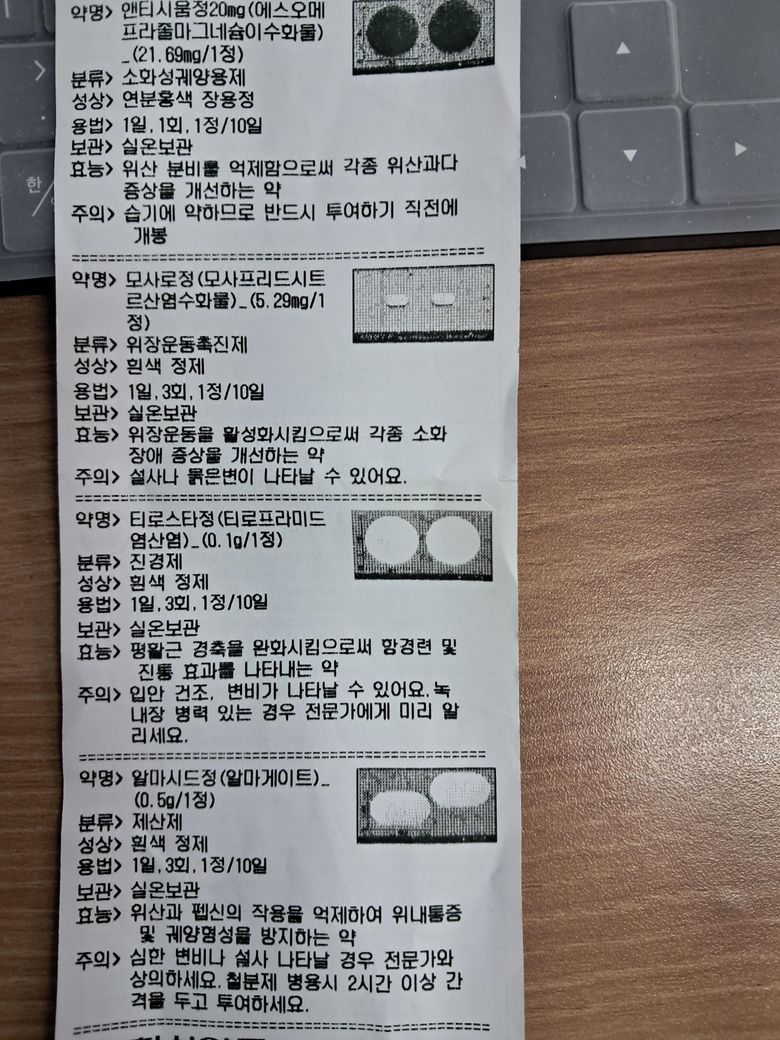 약명> 앤티시움정20mg(에스오메
프라졸마그네슘이수화물)
_(21.69mg/1정)
분류> 소화성궤양용제
성상> 연분홍색 장용정
용법> 1일,1회,1정/10일
보관> 실온보관
효능> 위산 분비를 억제함으로써 각종 위산과다
증상을 개선하는 약
주의> 습기에 약하므로 반드시 투여하기 직전에
개봉
약명> 모사로정(모사프리드시트
르산염수화물)_(5.29mg/1
정)
분류> 위장운동촉진제
성상> 흰색 정제
용법> 1일,3회,1정/10일
보관> 실온보관
효능> 위장운동을 활성화시킴으로써 각종 소화
장애 증상을 개선하는 약
주의> 설사나 묽은변이 나타날 수 있어요.
약명> 티로스타정(티로프라미드
염산염)_(0.1g/1정)
분류> 진경제
성상> 흰색 정제
용법> 1일,3회,1정/10일
보관> 실온보관
효능> 평활근 경축을 완화시킴으로써 항경련 및
진통 효과를 나타내는 약
주의> 입안 건조, 변비가 나타날 수 있어요.녹
내장 병력 있는 경우 전문가에게 미리 알
리세요.
약명> 알마시드정(알마게이트)_
(0.5g/1정)
분류> 제산제
성상> 흰색 정제
용법> 1일,3회,1정/10일
보관> 실온보관
효능> 위산과 펩신의 작용을 억제하여 위내통증
및 궤양형성을 방지하는 약
주의> 심한 변비나 설사 나타날 경우 전문가와
상의하세요.철분제 병용시 2시간 이상 간
격을 두고 투여하세요.
한